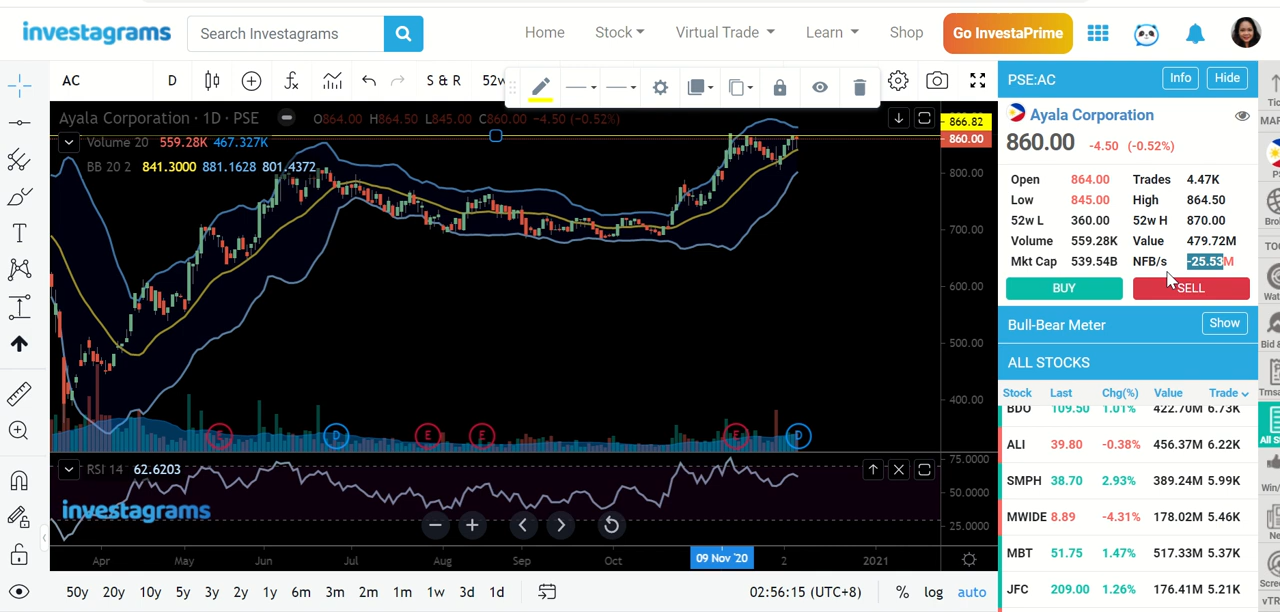 investagrams
Search Investagrams
Home
Stock
Virtual Trade
Learn
Shop
Go InvestaPrime
AC
D
S & R
52w
PSE:AC
Info
Hide
Ayala Corporation · 1D · PSE
O864.00 H864.50 L845.00 C860.00 -4.50 (-0.52%)
Volume 20 559.28K 467.327K
BB 20 2 841.3000 881.1628 801.4372
866.82
860.00
800.00
700.00
600.00
500.00
400.00
E
D
E
E
E
D
RSI 14 62.6203
75.0000
50.0000
25.0000
investagrams
Apr
May
Jun
Jul
Aug
Sep
Oct
09 Nov '20
2
2021
50y 20y 10y 5y 3y 2y 1y 6m 3m 2m 1m 1w 3d 1d
02:56:15 (UTC+8)
%
log
auto
Ayala Corporation
860.00 -4.50 (-0.52%)
Open 864.00 Trades 4.47K
Low 845.00 High 864.50
52w L 360.00 52w H 870.00
Volume 559.28K Value 479.72M
Mkt Cap 539.54B NFB/s -25.53M
BUY
SELL
Bull-Bear Meter
Show
ALL STOCKS
Stock Last Chg(%) Value Trade
BDO 109.50 1.01% 422.70M 6.73K
ALI 39.80 -0.38% 456.37M 6.22K
SMPH 38.70 2.93% 389.24M 5.99K
MWIDE 8.89 -4.31% 178.02M 5.46K
MBT 51.75 1.47% 517.33M 5.37K
JFC 209.00 1.26% 176.41M 5.21K